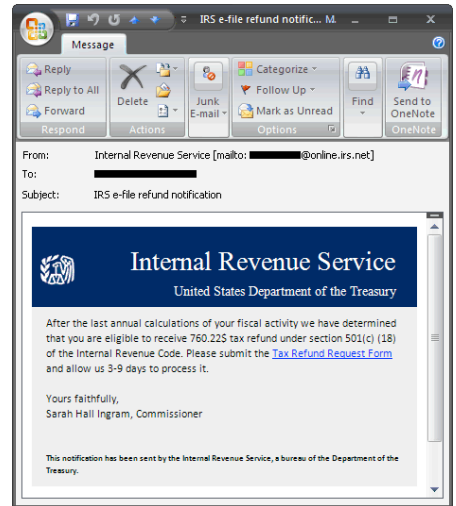 IRS e-file refund notific... M.
Message
Reply
Reply to All
Forward
Respond
Delete
Actions
Junk
E-mail
Categorize
Follow Up
Mark as Unread
Options
Find
Send to
OneNote
OneNote
From: Internal Revenue Service [mailto: @online.irs.net]
To:
Subject: IRS e-file refund notification
Internal Revenue Service
United States Department of the Treasury
After the last annual calculations of your fiscal activity we have determined
that you are eligible to receive 760.22$ tax refund under section 501(c) (18)
of the Internal Revenue Code. Please submit the Tax Refund Request Form
and allow us 3-9 days to process it.
Yours faithfully,
Sarah Hall Ingram, Commissioner
This notification has been sent by the Internal Revenue Service, a bureau of the Department of the
Treasury.